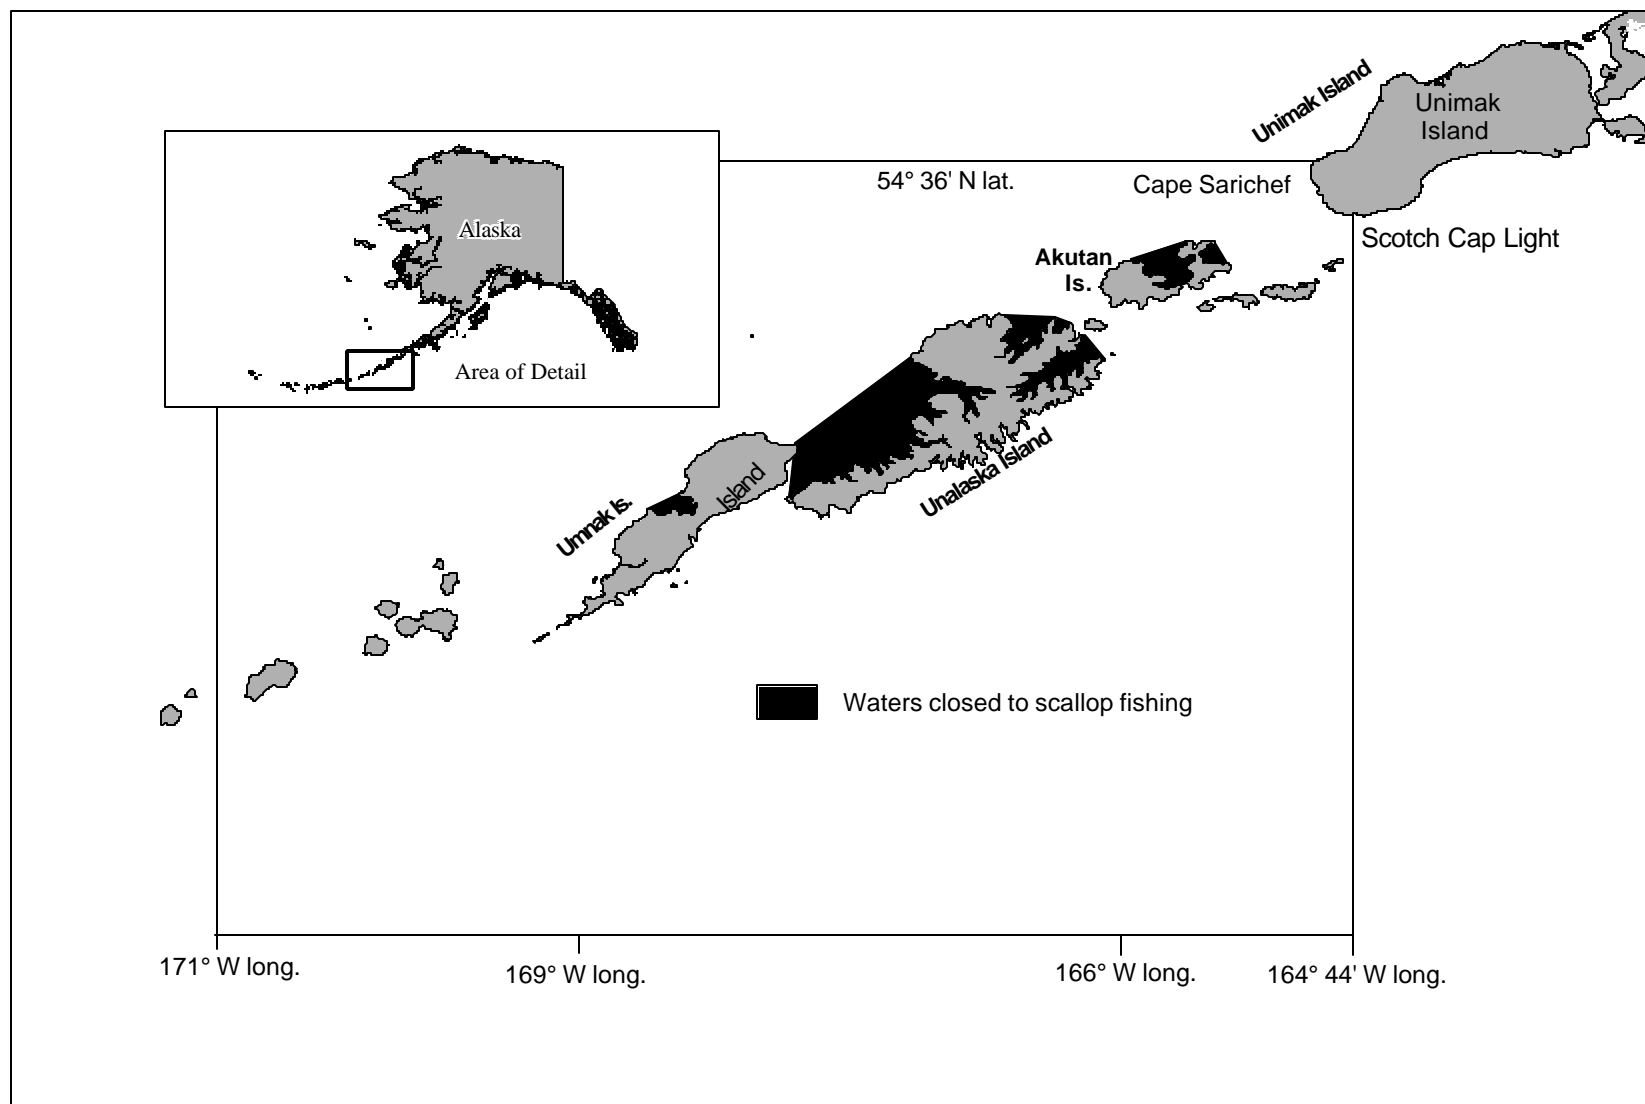 Unimak Island
Unimak
Island
54° 36' N lat.
Cape Sarichef
Scotch Cap Light
Alaska
Akutan
Is.
Area of Detail
Unalaska Island
Island
Umnak Is.
Waters closed to scallop fishing
171° W long.
169° W long.
166° W long.
164° 44' W long.